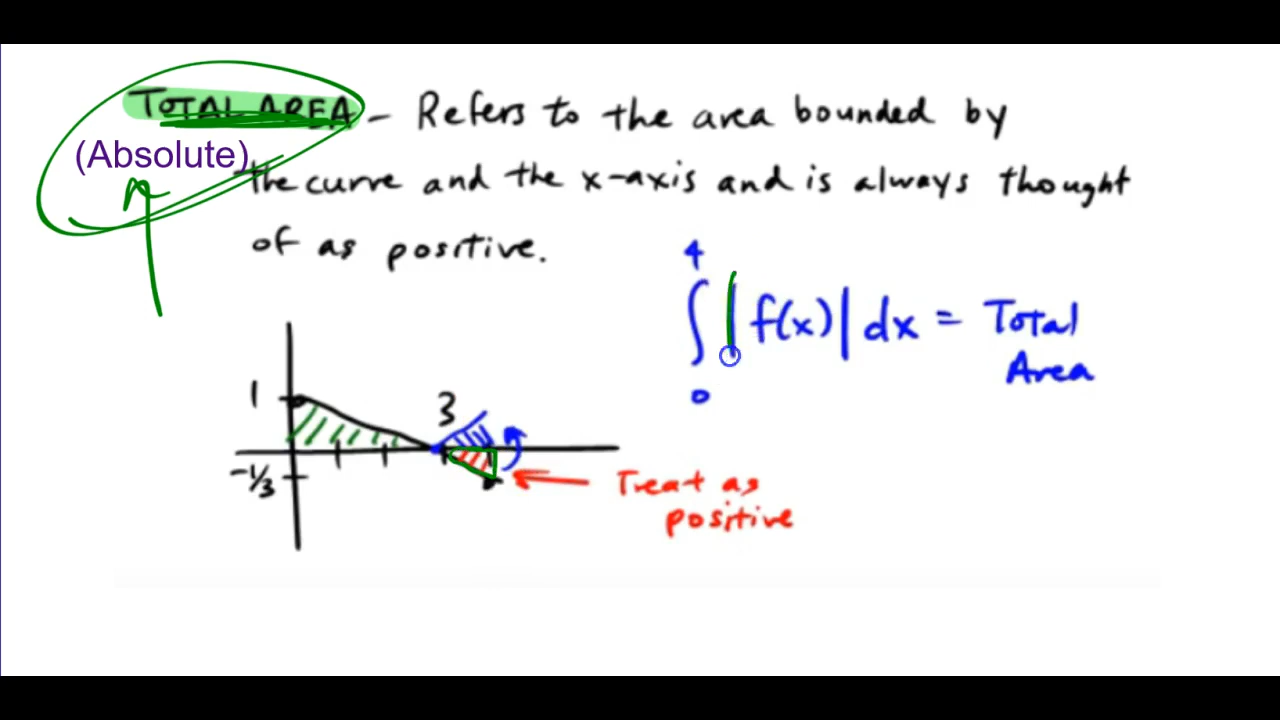 TOTAL AREA - Refers to the area bounded by
(Absolute) the curve and the x-axis and is always thought
of as positive.
4
∫ |f(x)| dx = Total Area
0
1
3
-1/3
Treat as
positive